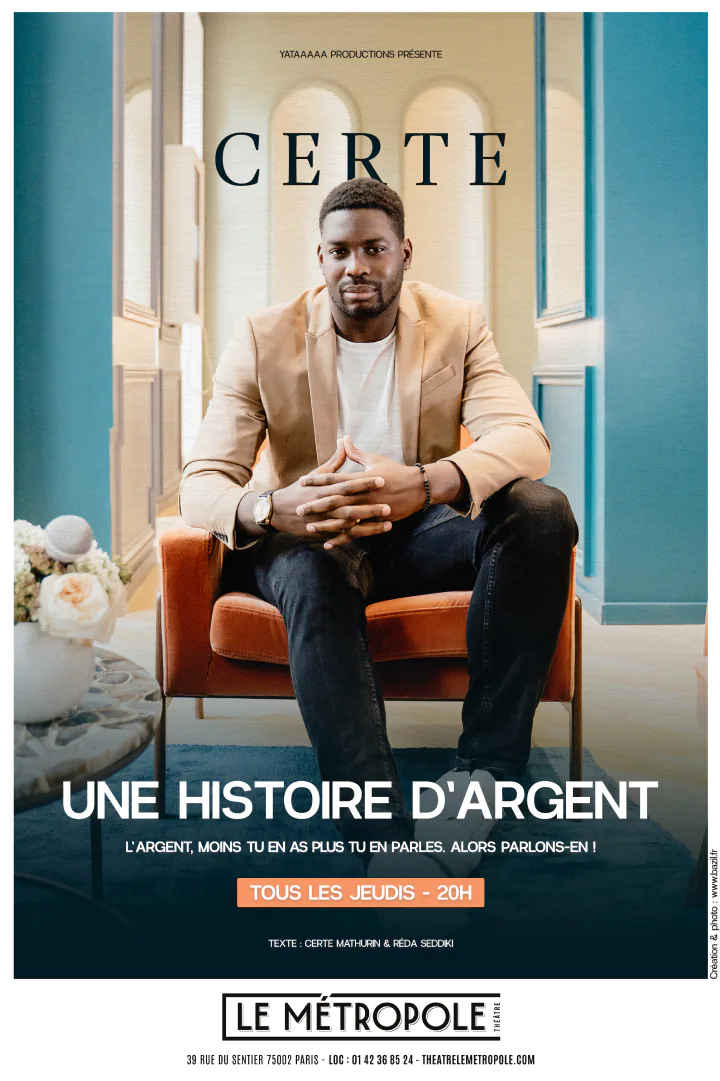 YATAAAAA PRODUCTIONS PRÉSENTE
CERTE
UNE HISTOIRE D'ARGENT
L'ARGENT, MOINS TU EN AS PLUS TU EN PARLES. ALORS PARLONS-EN !
TOUS LES JEUDIS - 20H
TEXTE : CERTE MATHURIN & RÉDA SEDDIKI
Création & photo : www.bazil.fr
LE MÉTROPOLE
THÉÂTRE
39 RUE DU SENTIER 75002 PARIS - LOC : 01 42 36 85 24 - THEATRELEMETROPOLE.COM